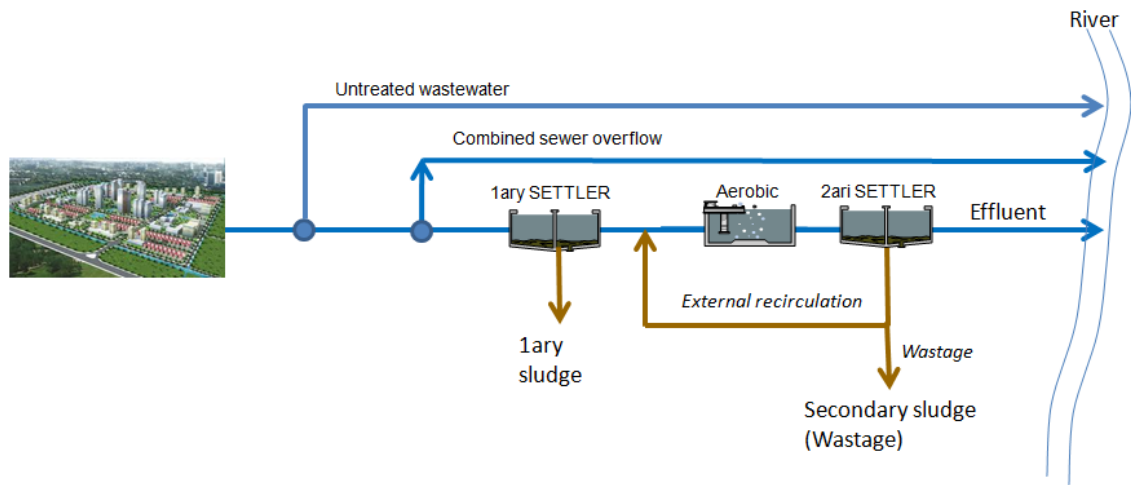 River
Untreated wastewater
Combined sewer overflow
1ary SETTLER
Aerobic
2ari SETTLER
Effluent
External recirculation
1ary
sludge
Wastage
Secondary sludge
(Wastage)